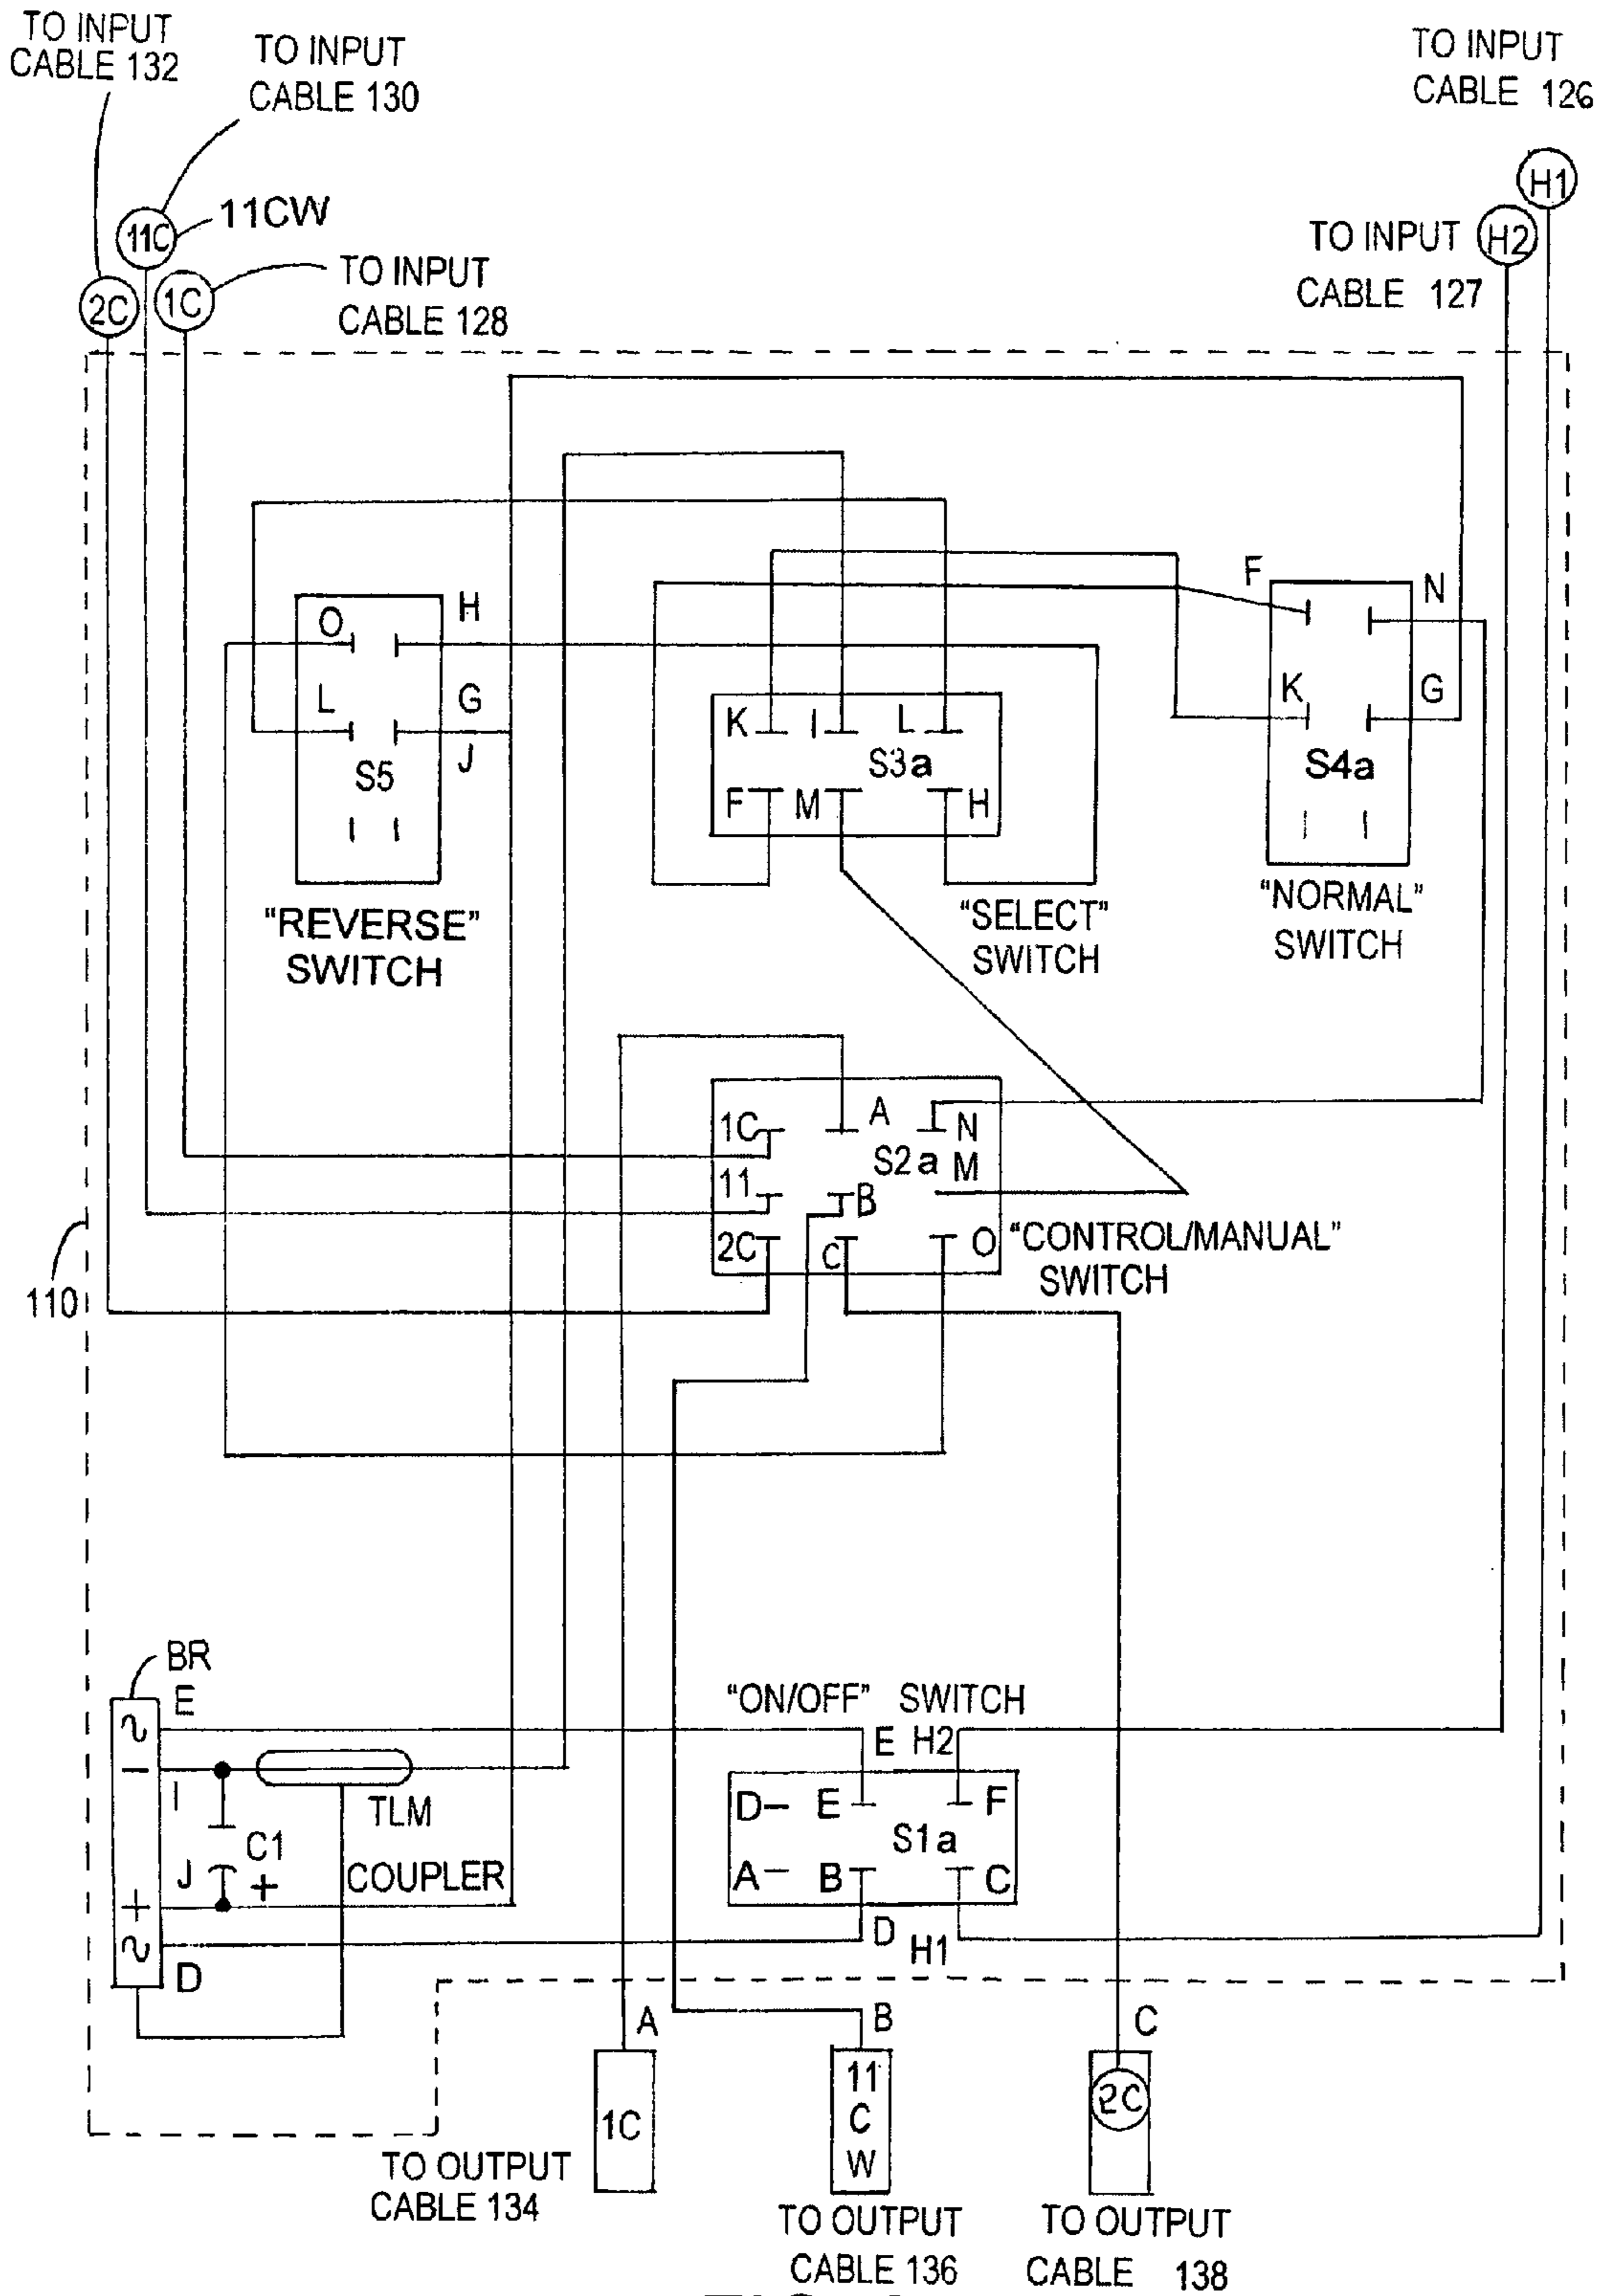 TO INPUT
CABLE 132
TO INPUT
CABLE 130
TO INPUT
CABLE 126
H1
11C
11CW
TO INPUT
CABLE 127
H2
2C
1C
TO INPUT
CABLE 128
F
N
O
H
L
G
J
S5
K
I
L
S3a
F
M
H
K
G
S4a
"REVERSE"
SWITCH
"SELECT"
SWITCH
"NORMAL"
SWITCH
1C
A
N
S2a
M
11
B
2C
C
O
"CONTROL/MANUAL"
SWITCH
110
BR
E
~
"ON/OFF" SWITCH
E H2
−
I
TLM
D–
E
F
S1a
C1
J
+
COUPLER
A–
B
C
+
~
D
D
H1
A
B
C
1C
11
C
W
2C
TO OUTPUT
CABLE 134
TO OUTPUT
CABLE 136
TO OUTPUT
CABLE 138